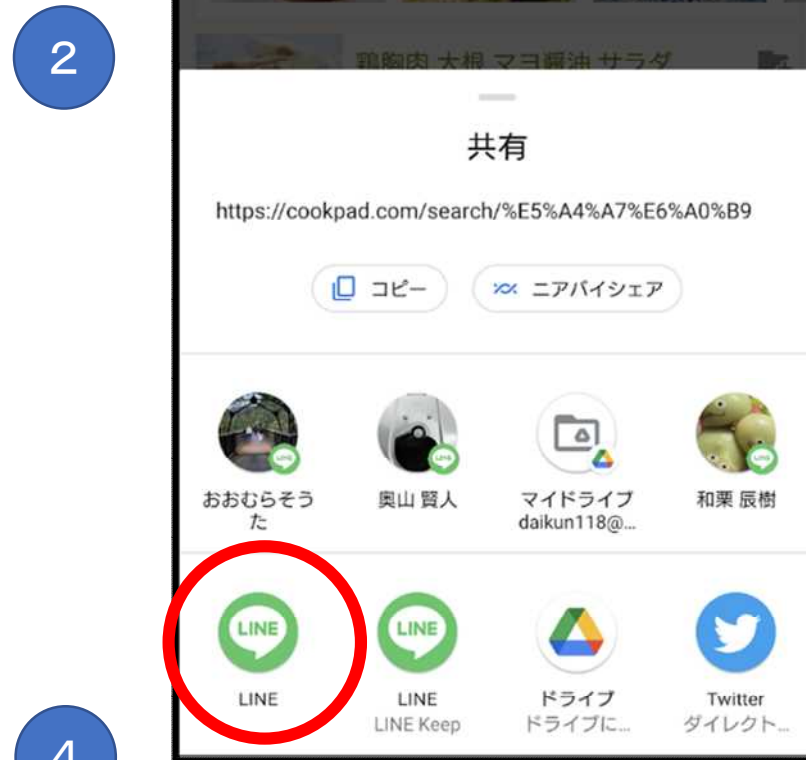 2
鶏胸肉 大根 マヨ醤油 サラダ
共有
https://cookpad.com/search/%E5%A4%A7%E6%A0%B9
コピー
ニアバイシェア
LINE
LINE
LINE
おおむらそう
た
奥山 賢人
マイドライブ
daikun118@...
和栗 辰樹
LINE
LINE
LINE
LINE
LINE Keep
ドライブ
ドライブに...
Twitter
ダイレクト...
4